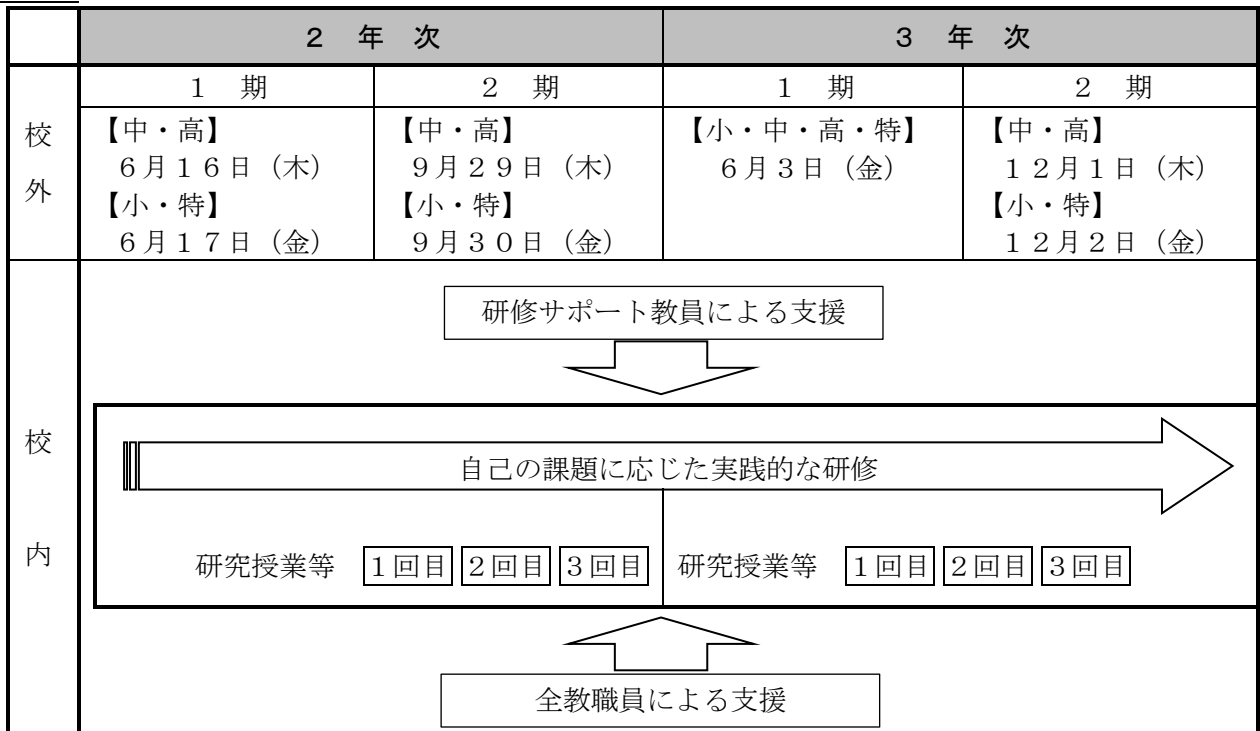 ２　年　次
３　年　次
校外
１　期
２　期
１　期
２　期
【中・高】
６月１６日（木）
【小・特】
６月１７日（金）
【中・高】
９月２９日（木）
【小・特】
９月３０日（金）
【小・中・高・特】
６月３日（金）
【中・高】
１２月１日（木）
【小・特】
１２月２日（金）
校内
研修サポート教員による支援
自己の課題に応じた実践的な研修
研究授業等　１回目 ２回目 ３回目
研究授業等　１回目 ２回目 ３回目
全教職員による支援